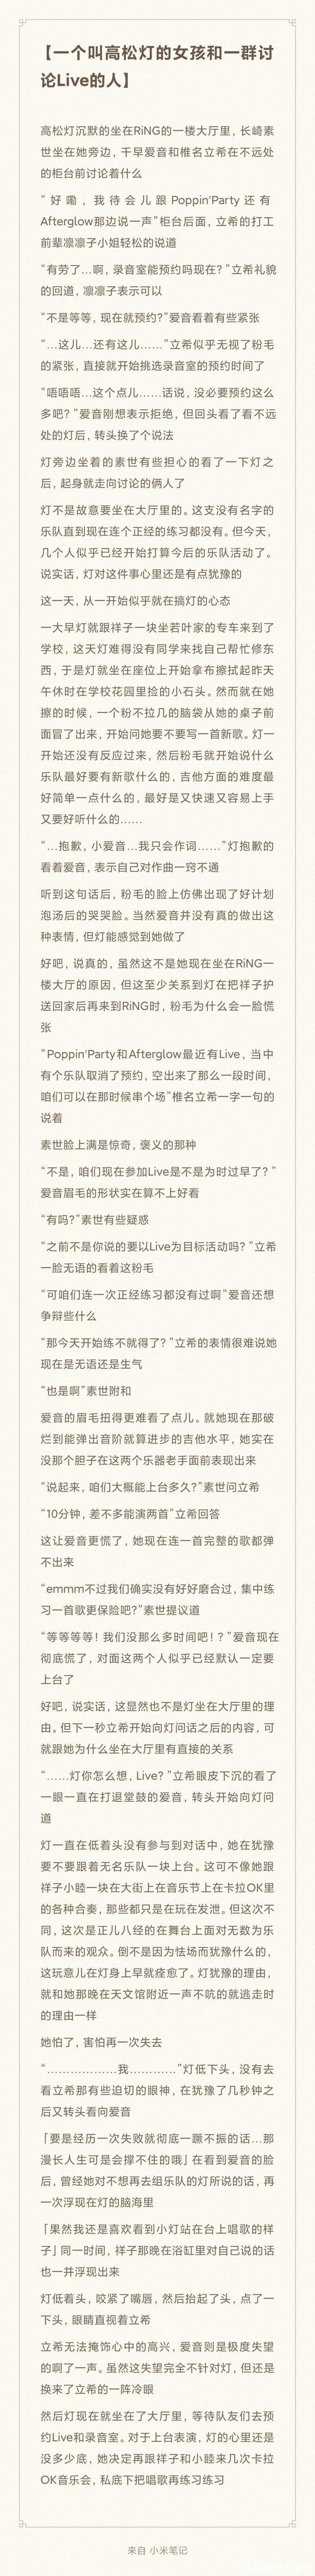 【一个叫高松灯的女孩和一群讨
论Live的人】
高松灯沉默的坐在RiNG的一楼大厅里，长崎素
世坐在她旁边，千早爱音和椎名立希在不远处
的柜台前讨论着什么
“好嘞，我待会儿跟Poppin'Party还有
Afterglow那边说一声”柜台后面，立希的打工
前辈凛凛子小姐轻松的说道
“有劳了...啊，录音室能预约吗现在？”立希礼貌
的回道，凛凛子表示可以
“不是等等，现在就预约?”爱音看着有些紧张
“...这儿...还有这儿......”立希似乎无视了粉毛
的紧张，直接就开始挑选录音室的预约时间了
“唔唔唔...这个点儿......话说，没必要预约这么
多吧？”爱音刚想表示拒绝，但回头看了看不远
处的灯后，转头换了个说法
灯旁边坐着的素世有些担心的看了一下灯之
后，起身就走向讨论的俩人了
灯不是故意要坐在大厅里的。这支没有名字的
乐队直到现在连个正经的练习都没有。但今天，
几个人似乎已经开始打算今后的乐队活动了。
说实话，灯对这件事心里还是有点犹豫的
这一天，从一开始似乎就在搞灯的心态
一大早灯就跟祥子一块坐若叶家的专车来到了
学校，这天灯难得没有同学来找自己帮忙修东
西，于是灯就坐在座位上开始拿布擦拭起昨天
午休时在学校花园里捡的小石头。然而就在她
擦的时候，一个粉不拉几的脑袋从她的桌子前
面冒了出来，开始问她要不要写一首新歌。灯一
开始还没有反应过来，然后粉毛就开始说什么
乐队最好要有新歌什么的，吉他方面的难度最
好简单一点什么的，最好是又快速又容易上手
又要好听什么的......
“...抱歉，小爱音...我只会作词......”灯抱歉的
看着爱音，表示自己对作曲一窍不通
听到这句话后，粉毛的脸上仿佛出现了好计划
泡汤后的哭哭脸。当然爱音并没有真的做出这
种表情，但灯能感觉到她做了
好吧，说真的，虽然这不是她现在坐在RiNG一
楼大厅的原因，但这至少关系到灯在把祥子护
送回家后再来到RiNG时，粉毛为什么会一脸慌
张
“Poppin'Party和Afterglow最近有Live，当中
有个乐队取消了预约，空出来了那么一段时间，
咱们可以在那时候串个场”椎名立希一字一句的
说着
素世脸上满是惊奇，褒义的那种
“不是，咱们现在参加Live是不是为时过早了？”
爱音眉毛的形状实在算不上好看
“有吗?”素世有些疑惑
“之前不是你说的要以Live为目标活动吗？”立希
一脸无语的看着这粉毛
“可咱们连一次正经练习都没有过啊”爱音还想
争辩些什么
“那今天开始练不就得了？”立希的表情很难说她
现在是无语还是生气
“也是啊”素世附和
爱音的眉毛扭得更难看了点儿。就她现在那破
烂到能弹出音阶就算进步的吉他水平，她实在
没那个胆子在这两个乐器老手面前表现出来
“说起来，咱们大概能上台多久?”素世问立希
“10分钟，差不多能演两首”立希回答
这让爱音更慌了，她现在连一首完整的歌都弹
不出来
“emmm不过我们确实没有好好磨合过，集中练
习一首歌更保险吧?”素世提议道
“等等等等！我们没那么多时间吧！？”爱音现在
彻底慌了，对面这两个人似乎已经默认一定要
上台了
好吧，说实话，这显然也不是灯坐在大厅里的理
由。但下一秒立希开始向灯问话之后的内容，可
就跟她为什么坐在大厅里有直接的关系
“......灯你怎么想，Live？”立希眼皮下沉的看了
一眼一直在打退堂鼓的爱音，转头开始向灯问
道
灯一直在低着头没有参与到对话中，她在犹豫
要不要跟着无名乐队一块上台。这可不像她跟
祥子小睦一块在大街上在音乐节上在卡拉OK里
的各种合奏，那些都只是在玩在发泄。但这次不
同，这次是正儿八经的在舞台上面对无数为乐
队而来的观众。倒不是因为怯场而犹豫什么的，
这玩意儿在灯身上早就痊愈了。灯犹豫的理由，
就和她那晚在天文馆附近一声不吭的就逃走时
的理由一样
她怕了，害怕再一次失去
“..................我............”灯低下头，没有去
看立希那有些迫切的眼神，在犹豫了几秒钟之
后又转头看向爱音
「要是经历一次失败就彻底一蹶不振的话...那
漫长人生可是会撑不住的哦」在看到爱音的脸
后，曾经她对不想再去组乐队的灯所说的话，再
一次浮现在灯的脑海里
「果然我还是喜欢看到小灯站在台上唱歌的样
子」同一时间，祥子那晚在浴缸里对自己说的话
也一并浮现出来
灯低着头，咬紧了嘴唇，然后抬起了头，点了一
下头，眼睛直视着立希
立希无法掩饰心中的高兴，爱音则是极度失望
的啊了一声。虽然这失望完全不针对灯，但还是
换来了立希的一阵冷眼
然后灯现在就坐在了大厅里，等待队友们去预
约Live和录音室。对于上台表演，灯的心里还是
没多少底，她决定再跟祥子和小睦来几次卡拉
OK音乐会，私底下把唱歌再练习练习
来自 小米笔记